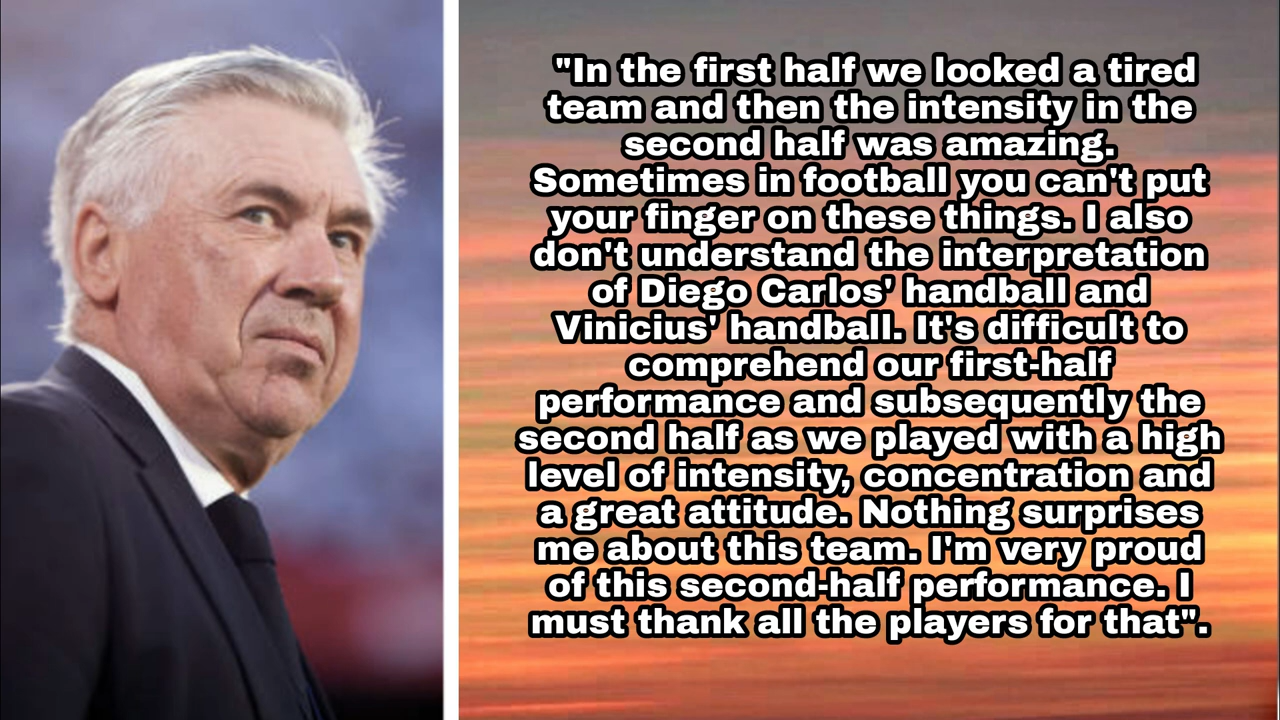 "In the first half we looked a tired
team and then the intensity in the
second half was amazing.
Sometimes in football you can't put
your finger on these things. I also
don't understand the interpretation
of Diego Carlos' handball and
Vinicius' handball. It's difficult to
comprehend our first-half
performance and subsequently the
second half as we played with a high
level of intensity, concentration and
a great attitude. Nothing surprises
me about this team. I'm very proud
of this second-half performance. I
must thank all the players for that".